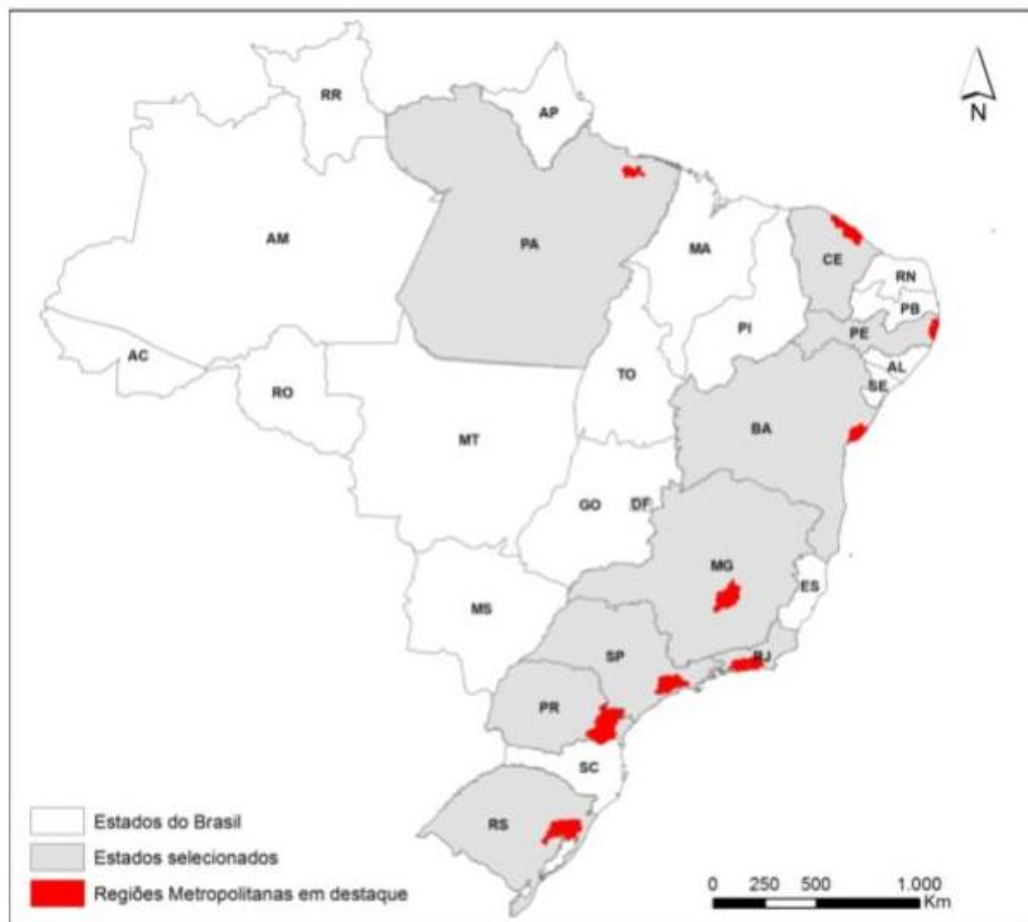 RR
AP
N
AM
PA
MA
CE
RN
PB
PI
PE
AC
AL
TO
SE
RO
BA
MT
GO
DF
MG
ES
MS
SP
RJ
PR
SC
RS
Estados do Brasil
Estados selecionados
Regiões Metropolitanas em destaque
0 250 500 1.000
Km